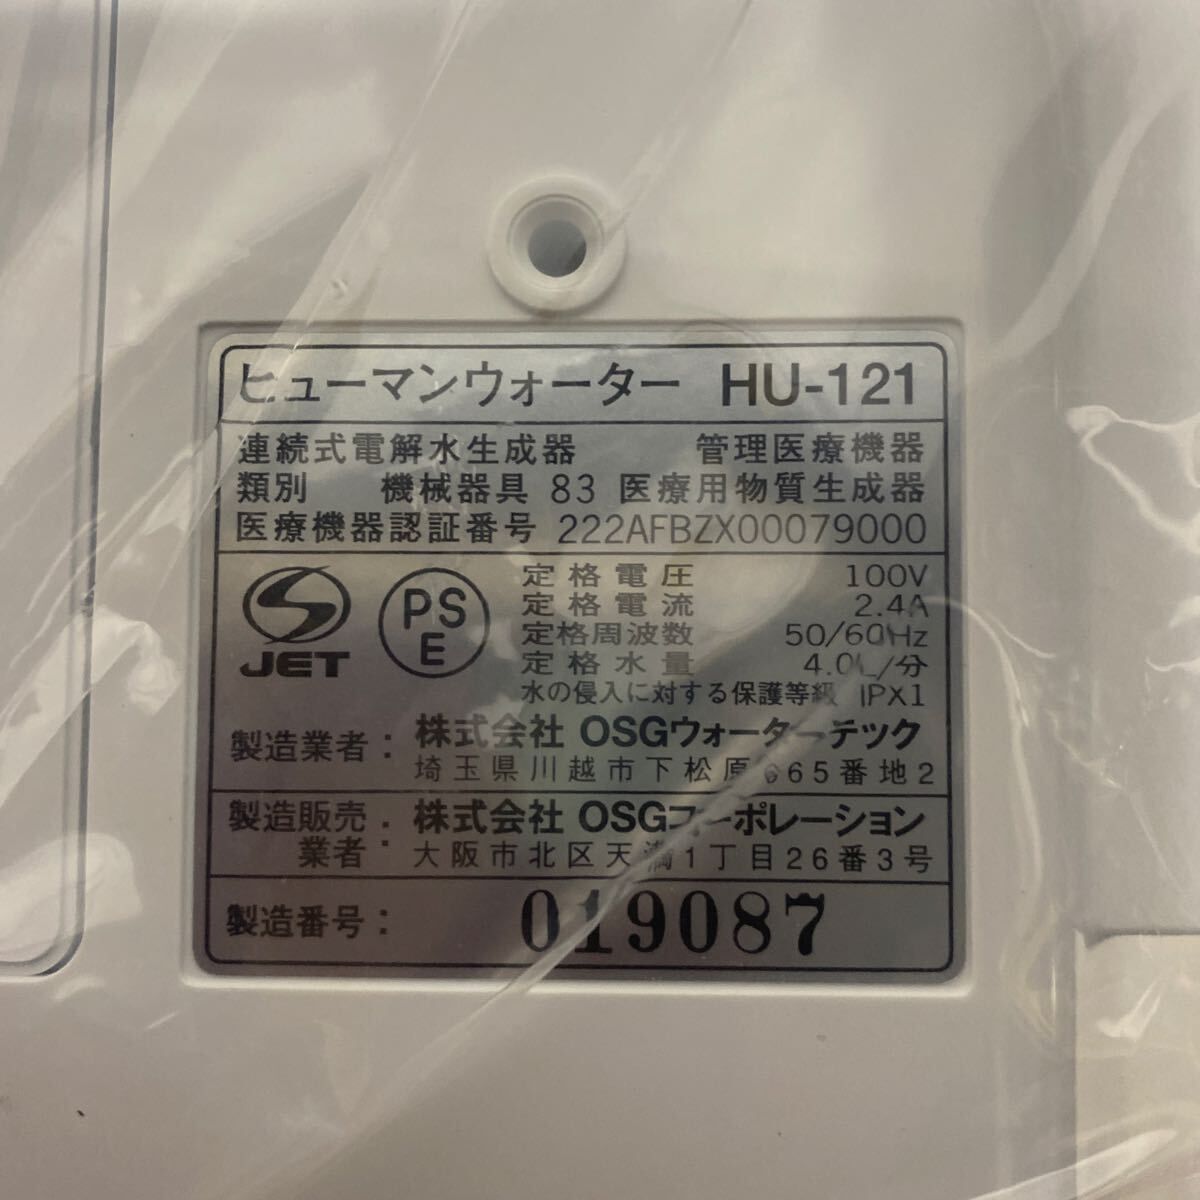 ヒューマンウォーター HU-121
連続式電解水生成器 管理医療機器
類別 機械器具 83 医療用物質生成器
医療機器認証番号 222AFBZX00079000
JET
PS
E
定格電圧 100V
定格電流 2.4A
定格周波数 50/60Hz
定格水量 4.0L/分
水の侵入に対する保護等級 IPX1
製造業者: 株式会社 OSGウォーターテック
埼玉県川越市下松原665番地2
製造販売業者: 株式会社 OSGコーポレーション
大阪市北区天満1丁目26番3号
製造番号: 019087